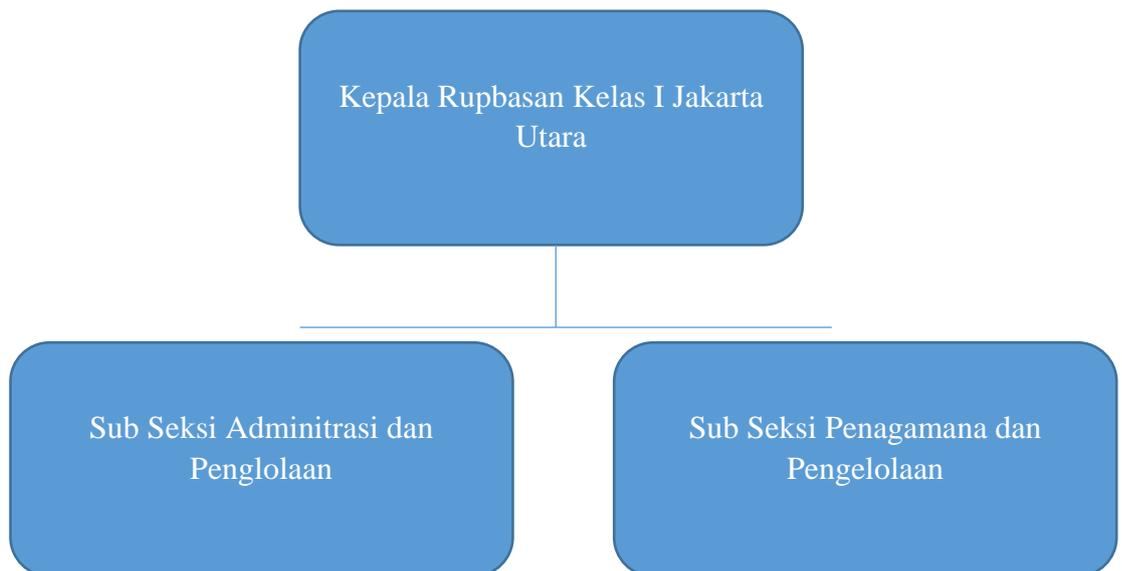 Kepala Rupbasan Kelas I Jakarta
Utara
Sub Seksi Adminitrasi dan
Penglolaan
Sub Seksi Penagamana dan
Pengelolaan